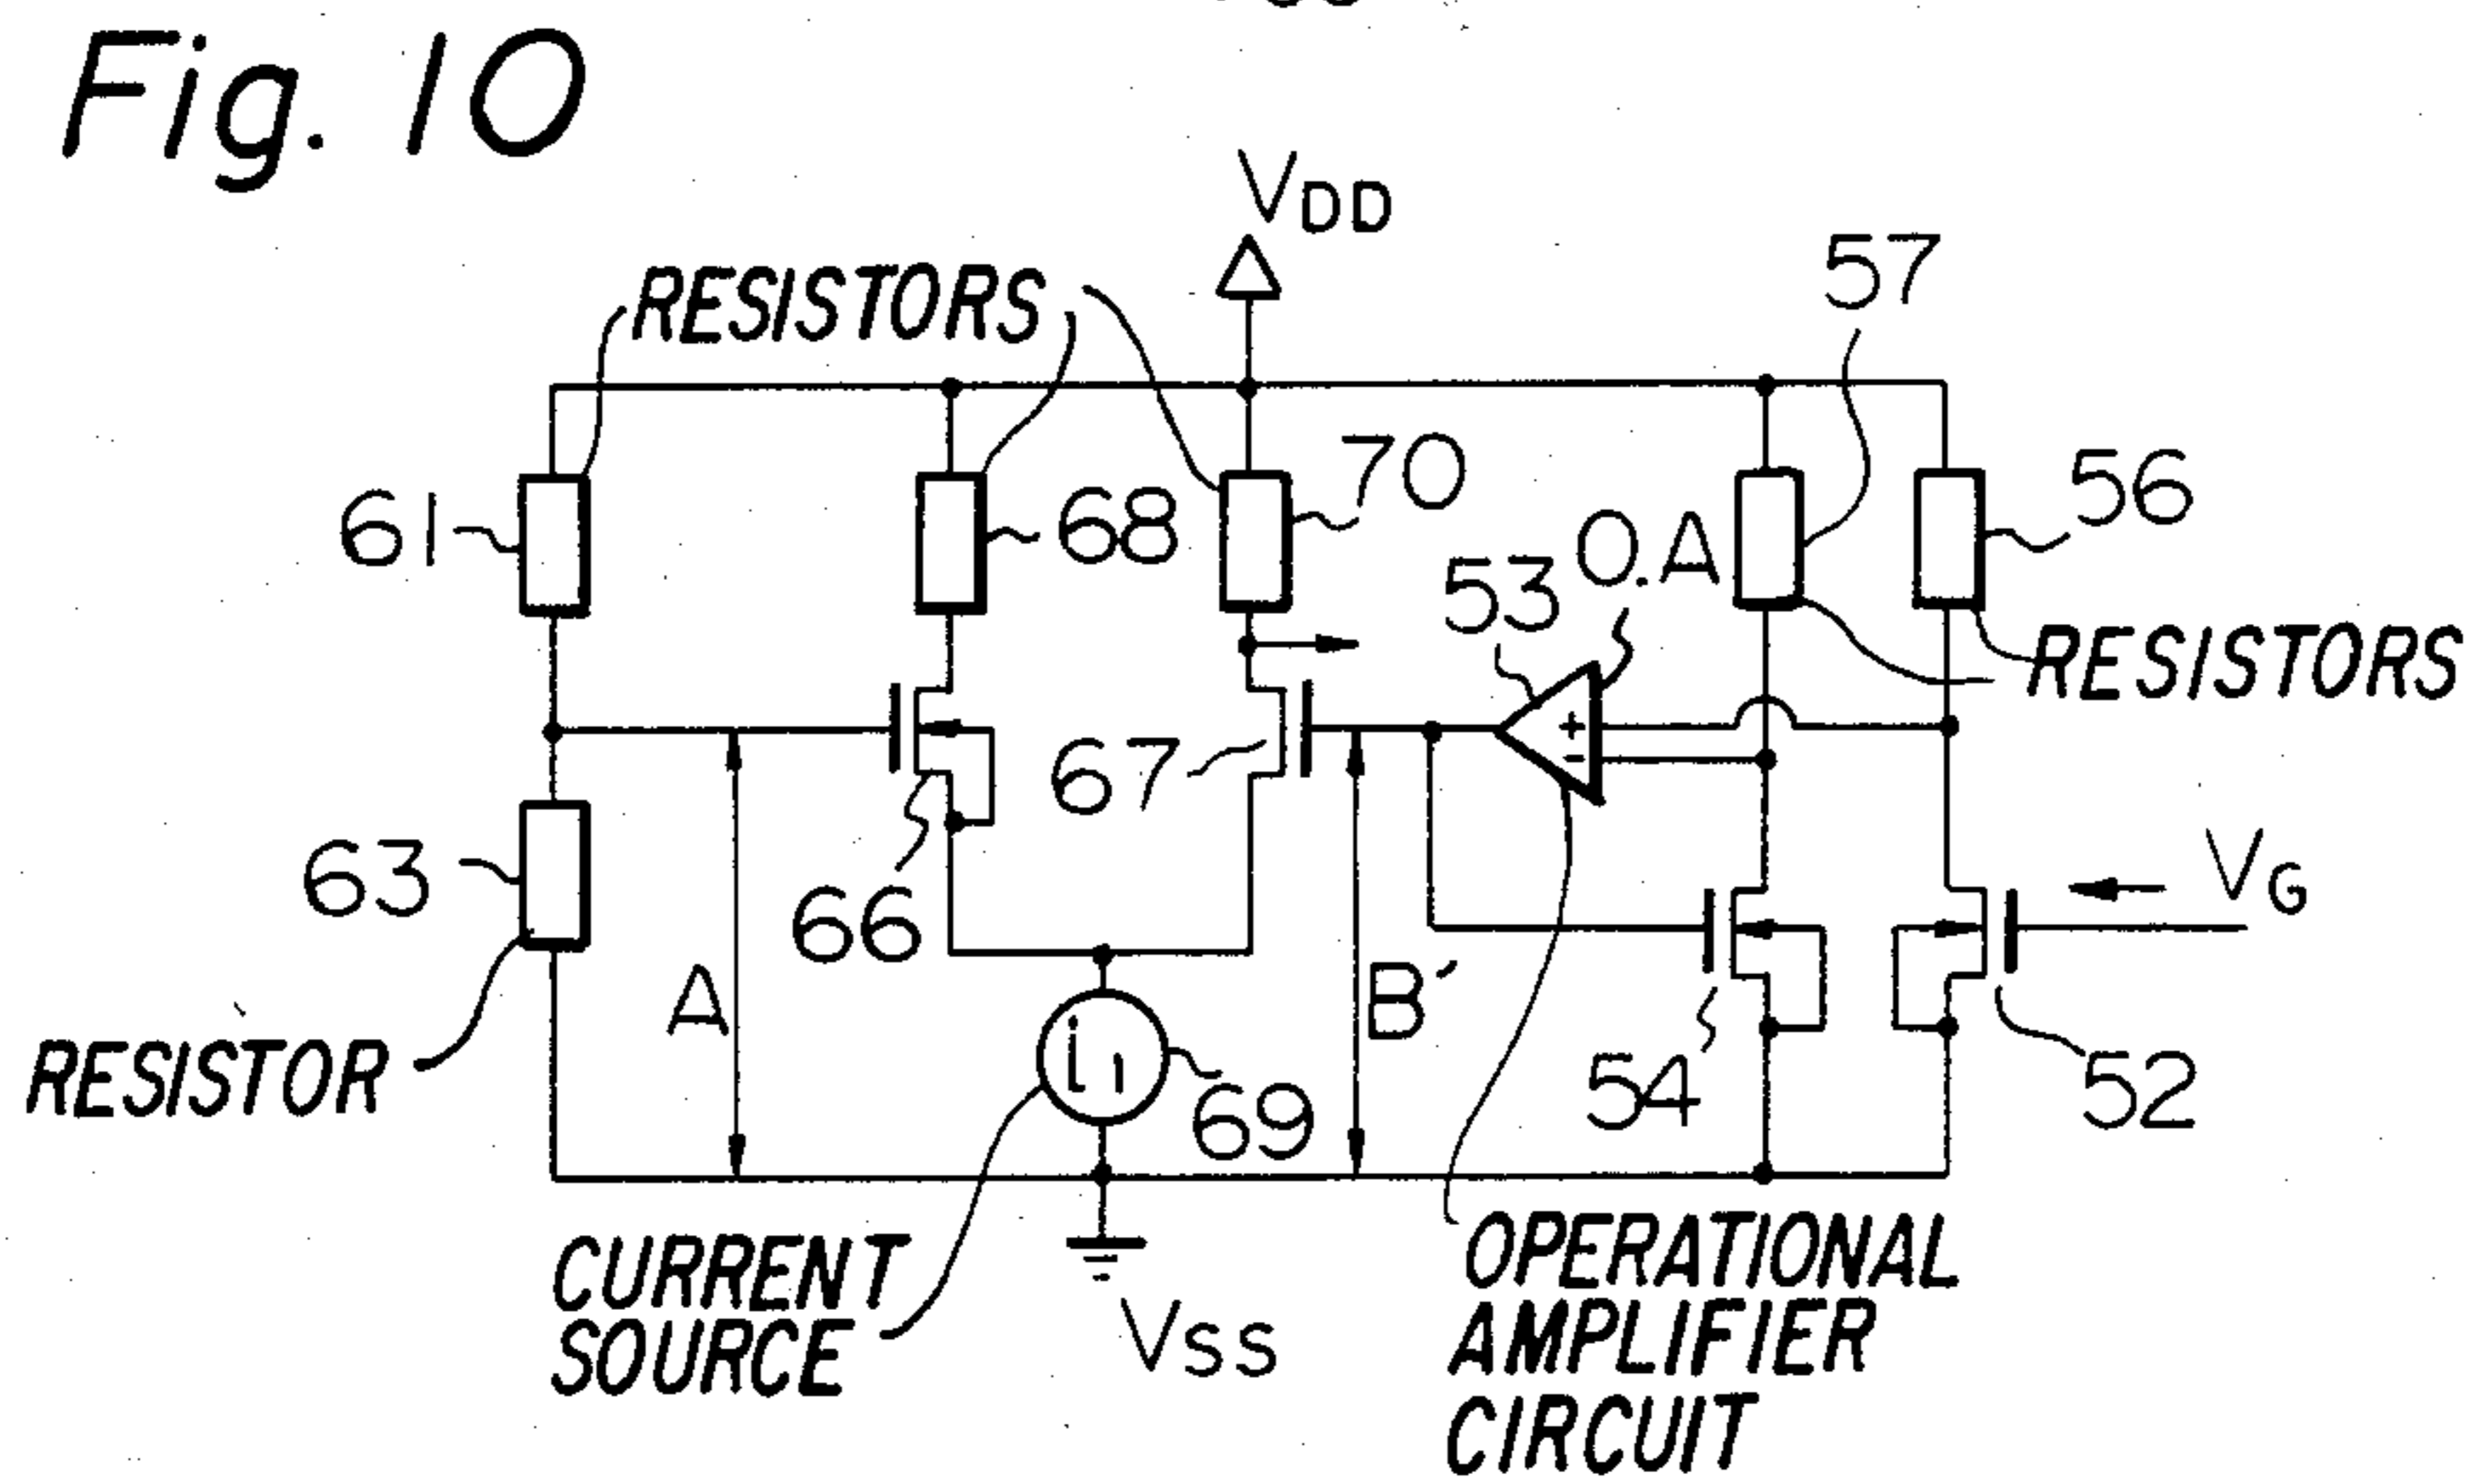 Fig. 10
VDD
57
RESISTORS
70
56
61
68
O.A
53
RESISTORS
67
63
66
VG
A
B'
RESISTOR
i1
69
54
52
CURRENT
SOURCE
VSS
OPERATIONAL
AMPLIFIER
CIRCUIT
+
-